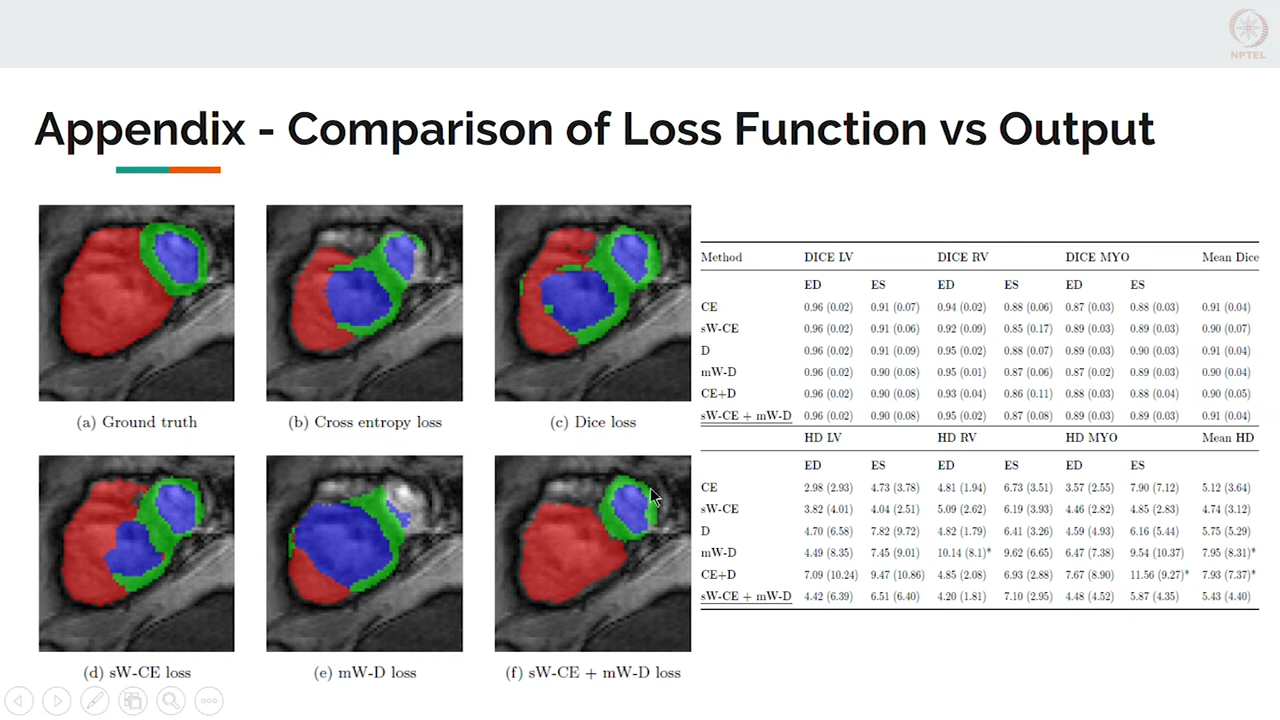 NPTEL
Appendix - Comparison of Loss Function vs Output
(a) Ground truth
(b) Cross entropy loss
(c) Dice loss
(d) sW-CE loss
(e) mW-D loss
(f) sW-CE + mW-D loss
Method DICE LV DICE RV DICE MYO Mean Dice
ED ES ED ES ED ES
CE 0.96 (0.02) 0.91 (0.07) 0.94 (0.02) 0.88 (0.06) 0.87 (0.03) 0.88 (0.03) 0.91 (0.04)
sW-CE 0.96 (0.02) 0.91 (0.06) 0.92 (0.09) 0.85 (0.17) 0.89 (0.03) 0.89 (0.03) 0.90 (0.07)
D 0.96 (0.02) 0.91 (0.09) 0.95 (0.02) 0.88 (0.07) 0.89 (0.03) 0.90 (0.03) 0.91 (0.04)
mW-D 0.96 (0.02) 0.90 (0.08) 0.95 (0.01) 0.87 (0.06) 0.87 (0.02) 0.89 (0.03) 0.90 (0.04)
CE+D 0.96 (0.02) 0.90 (0.08) 0.93 (0.04) 0.86 (0.11) 0.88 (0.03) 0.88 (0.04) 0.90 (0.05)
sW-CE + mW-D 0.96 (0.02) 0.90 (0.08) 0.95 (0.02) 0.87 (0.08) 0.89 (0.03) 0.89 (0.03) 0.91 (0.04)
HD LV HD RV HD MYO Mean HD
ED ES ED ES ED ES
CE 2.98 (2.93) 4.73 (3.78) 4.81 (1.94) 6.73 (3.51) 3.57 (2.55) 7.90 (7.12) 5.12 (3.64)
sW-CE 3.82 (4.01) 4.04 (2.51) 5.09 (2.62) 6.19 (3.93) 4.46 (2.82) 4.85 (2.83) 4.74 (3.12)
D 4.70 (6.58) 7.82 (9.72) 4.82 (1.79) 6.41 (3.26) 4.59 (4.93) 6.16 (5.44) 5.75 (5.29)
mW-D 4.49 (8.35) 7.45 (9.01) 10.14 (8.1)* 9.62 (6.65) 6.47 (7.38) 9.54 (10.37) 7.95 (8.31)*
CE+D 7.09 (10.24) 9.47 (10.86) 4.85 (2.08) 6.93 (2.88) 7.67 (8.90) 11.56 (9.27)* 7.93 (7.37)*
sW-CE + mW-D 4.42 (6.39) 6.51 (6.40) 4.20 (1.81) 7.10 (2.95) 4.48 (4.52) 5.87 (4.35) 5.43 (4.40)